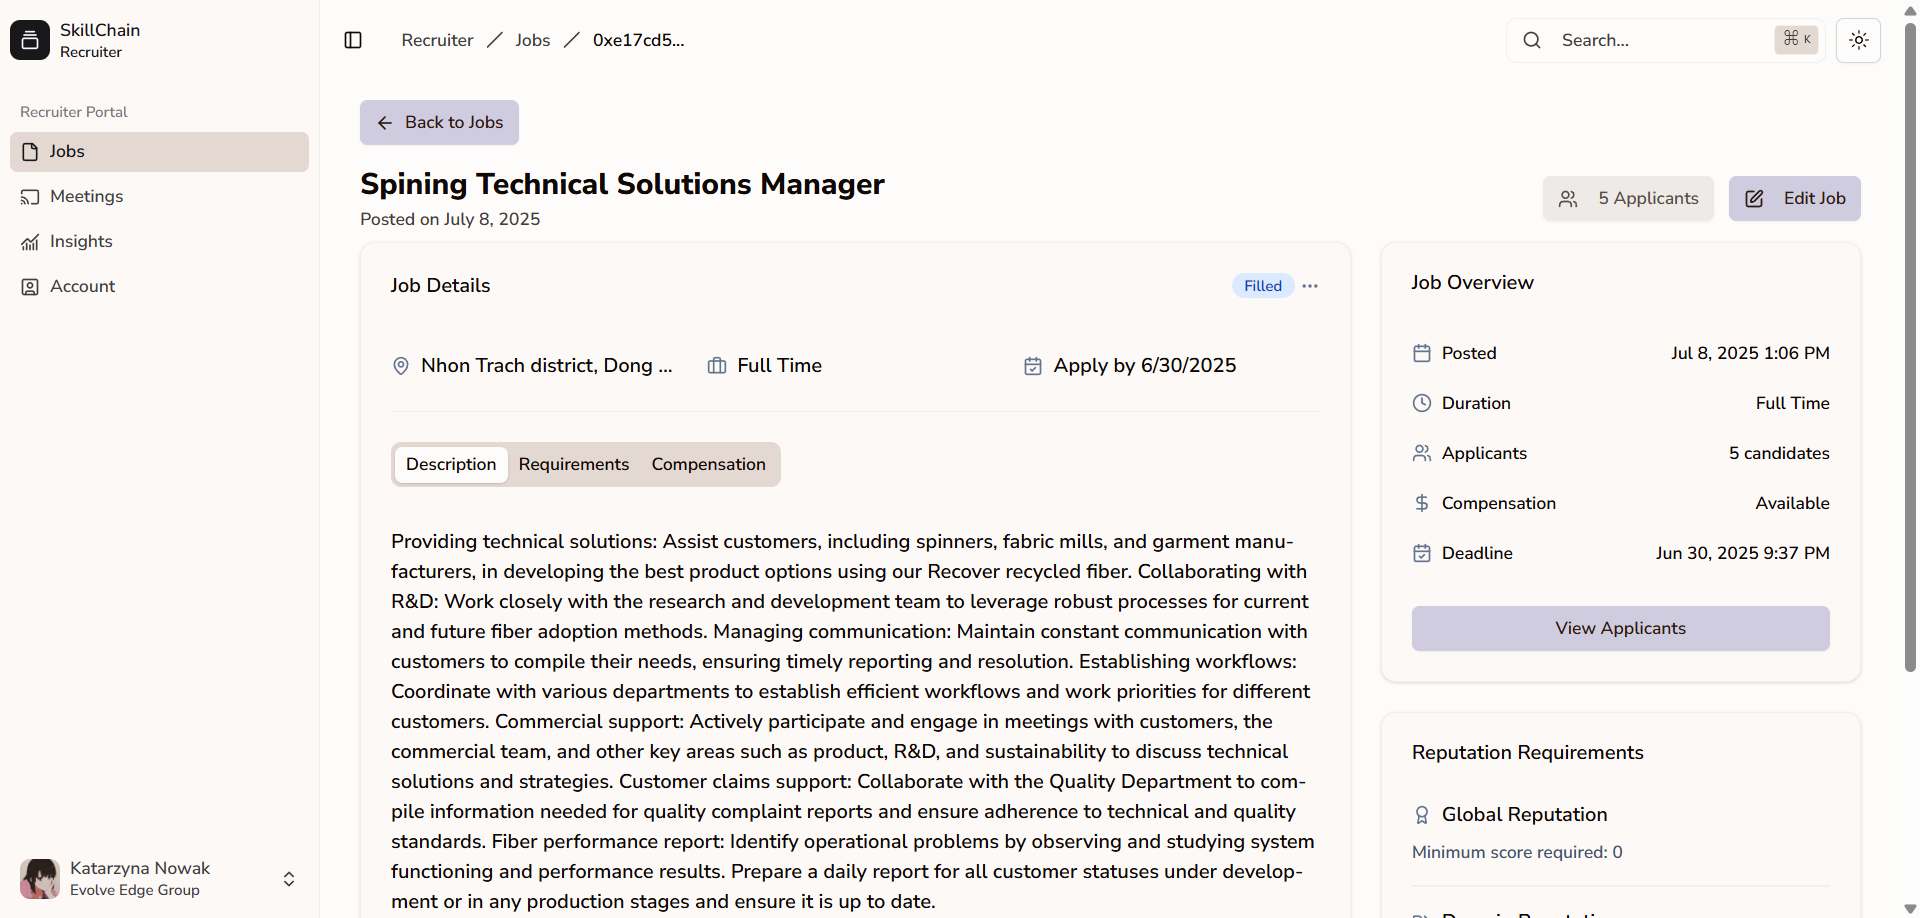 SkillChain
Recruiter
Recruiter Portal
Jobs
Meetings
Insights
Account
Katarzyna Nowak
Evolve Edge Group
Recruiter / Jobs / 0xe17cd5...
Search...
⌘ K
Back to Jobs
Spining Technical Solutions Manager
Posted on July 8, 2025
5 Applicants
Edit Job
Job Details
Filled
Nhon Trach district, Dong ...
Full Time
Apply by 6/30/2025
Description
Requirements
Compensation
Providing technical solutions: Assist customers, including spinners, fabric mills, and garment manu-
facturers, in developing the best product options using our Recover recycled fiber. Collaborating with
R&D: Work closely with the research and development team to leverage robust processes for current
and future fiber adoption methods. Managing communication: Maintain constant communication with
customers to compile their needs, ensuring timely reporting and resolution. Establishing workflows:
Coordinate with various departments to establish efficient workflows and work priorities for different
customers. Commercial support: Actively participate and engage in meetings with customers, the
commercial team, and other key areas such as product, R&D, and sustainability to discuss technical
solutions and strategies. Customer claims support: Collaborate with the Quality Department to com-
pile information needed for quality complaint reports and ensure adherence to technical and quality
standards. Fiber performance report: Identify operational problems by observing and studying system
functioning and performance results. Prepare a daily report for all customer statuses under develop-
ment or in any production stages and ensure it is up to date.
Job Overview
Posted
Jul 8, 2025 1:06 PM
Duration
Full Time
Applicants
5 candidates
Compensation
Available
Deadline
Jun 30, 2025 9:37 PM
View Applicants
Reputation Requirements
Global Reputation
Minimum score required: 0